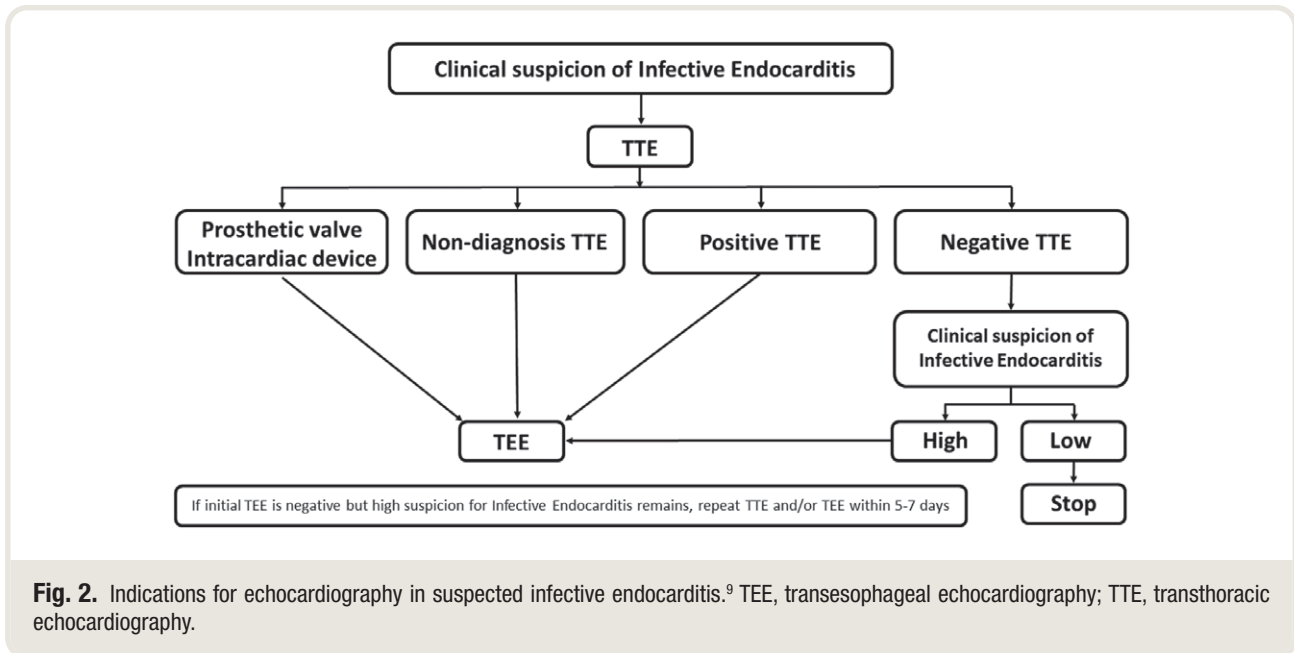 Clinical suspicion of Infective Endocarditis
TTE
Prosthetic valve
Intracardiac device
Non-diagnosis TTE
Positive TTE
Negative TTE
Clinical suspicion of
Infective Endocarditis
TEE
High
Low
If initial TEE is negative but high suspicion for Infective Endocarditis remains, repeat TTE and/or TEE within 5-7 days
Stop
Fig. 2. Indications for echocardiography in suspected infective endocarditis.⁹ TEE, transesophageal echocardiography; TTE, transthoracic
echocardiography.